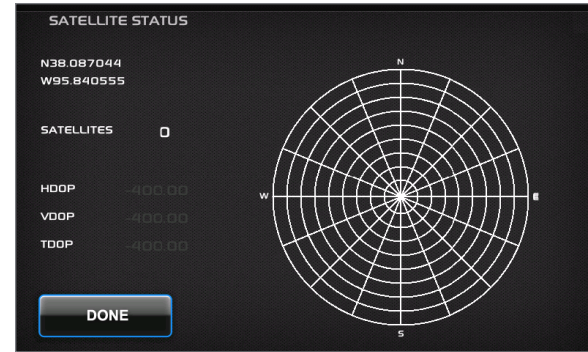 SATELLITE STATUS
N38.087044
W95.840555
SATELLITES 0
HDOP -400.00
VDOP -400.00
TDOP -400.00
DONE
N
W
E
S